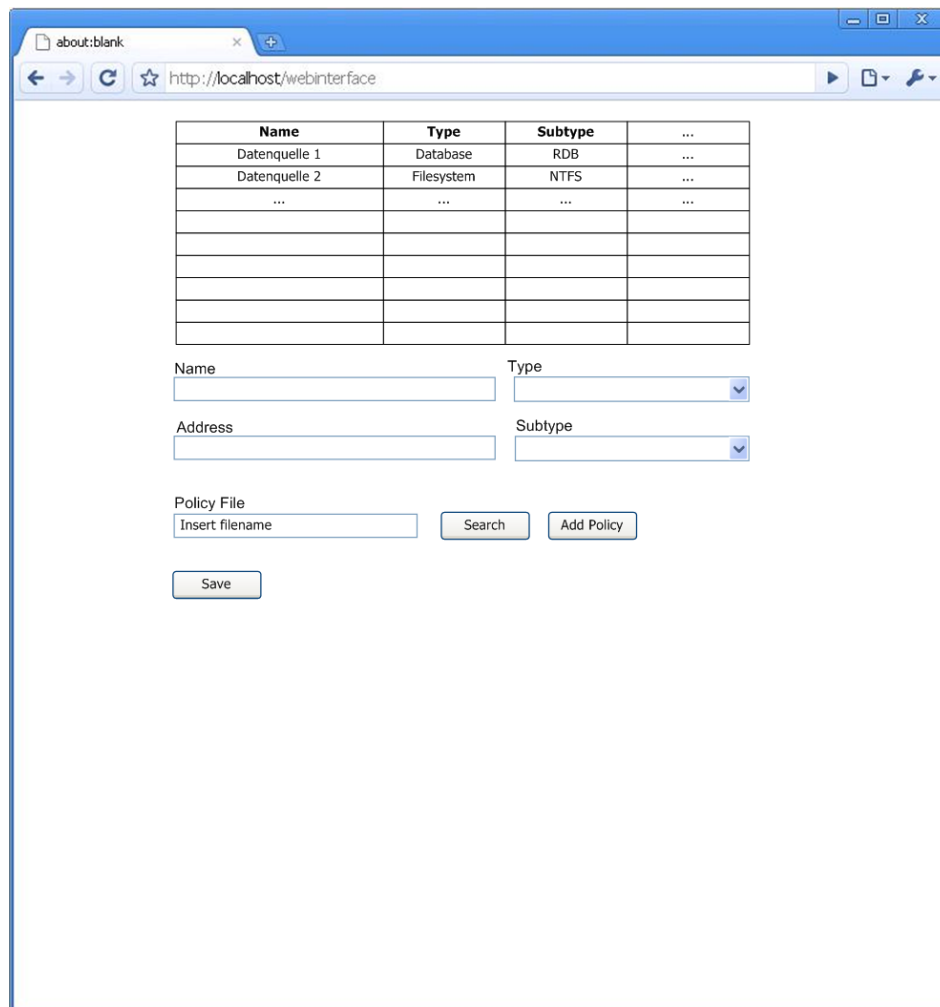 about:blank
http://localhost/webinterface
Name Type Subtype ...
Datenquelle 1 Database RDB ...
Datenquelle 2 Filesystem NTFS ...
... ... ... ...
Name Type
Address Subtype
Policy File
Insert filename Search Add Policy
Save